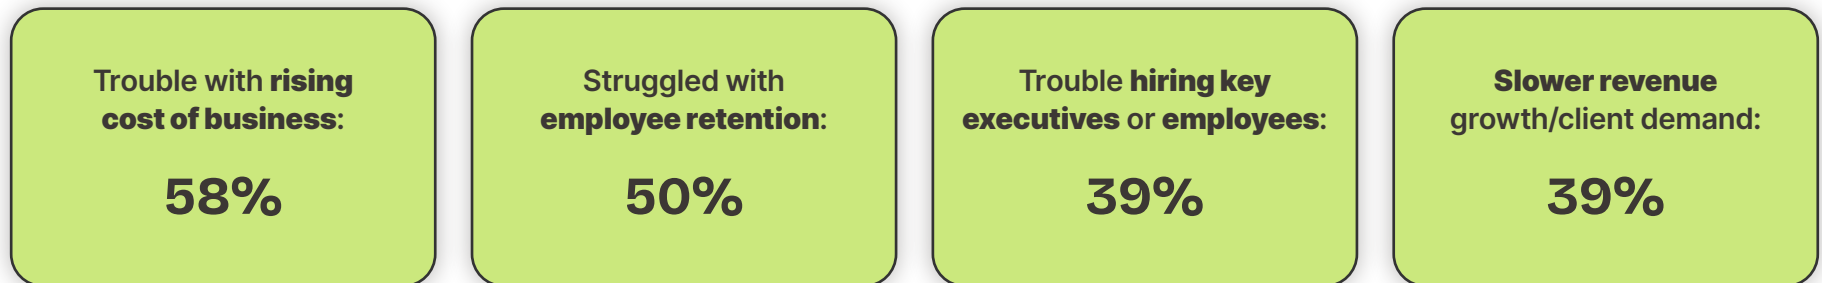 Trouble with rising
cost of business:
58%
Struggled with
employee retention:
50%
Trouble hiring key
executives or employees:
39%
Slower revenue
growth/client demand:
39%